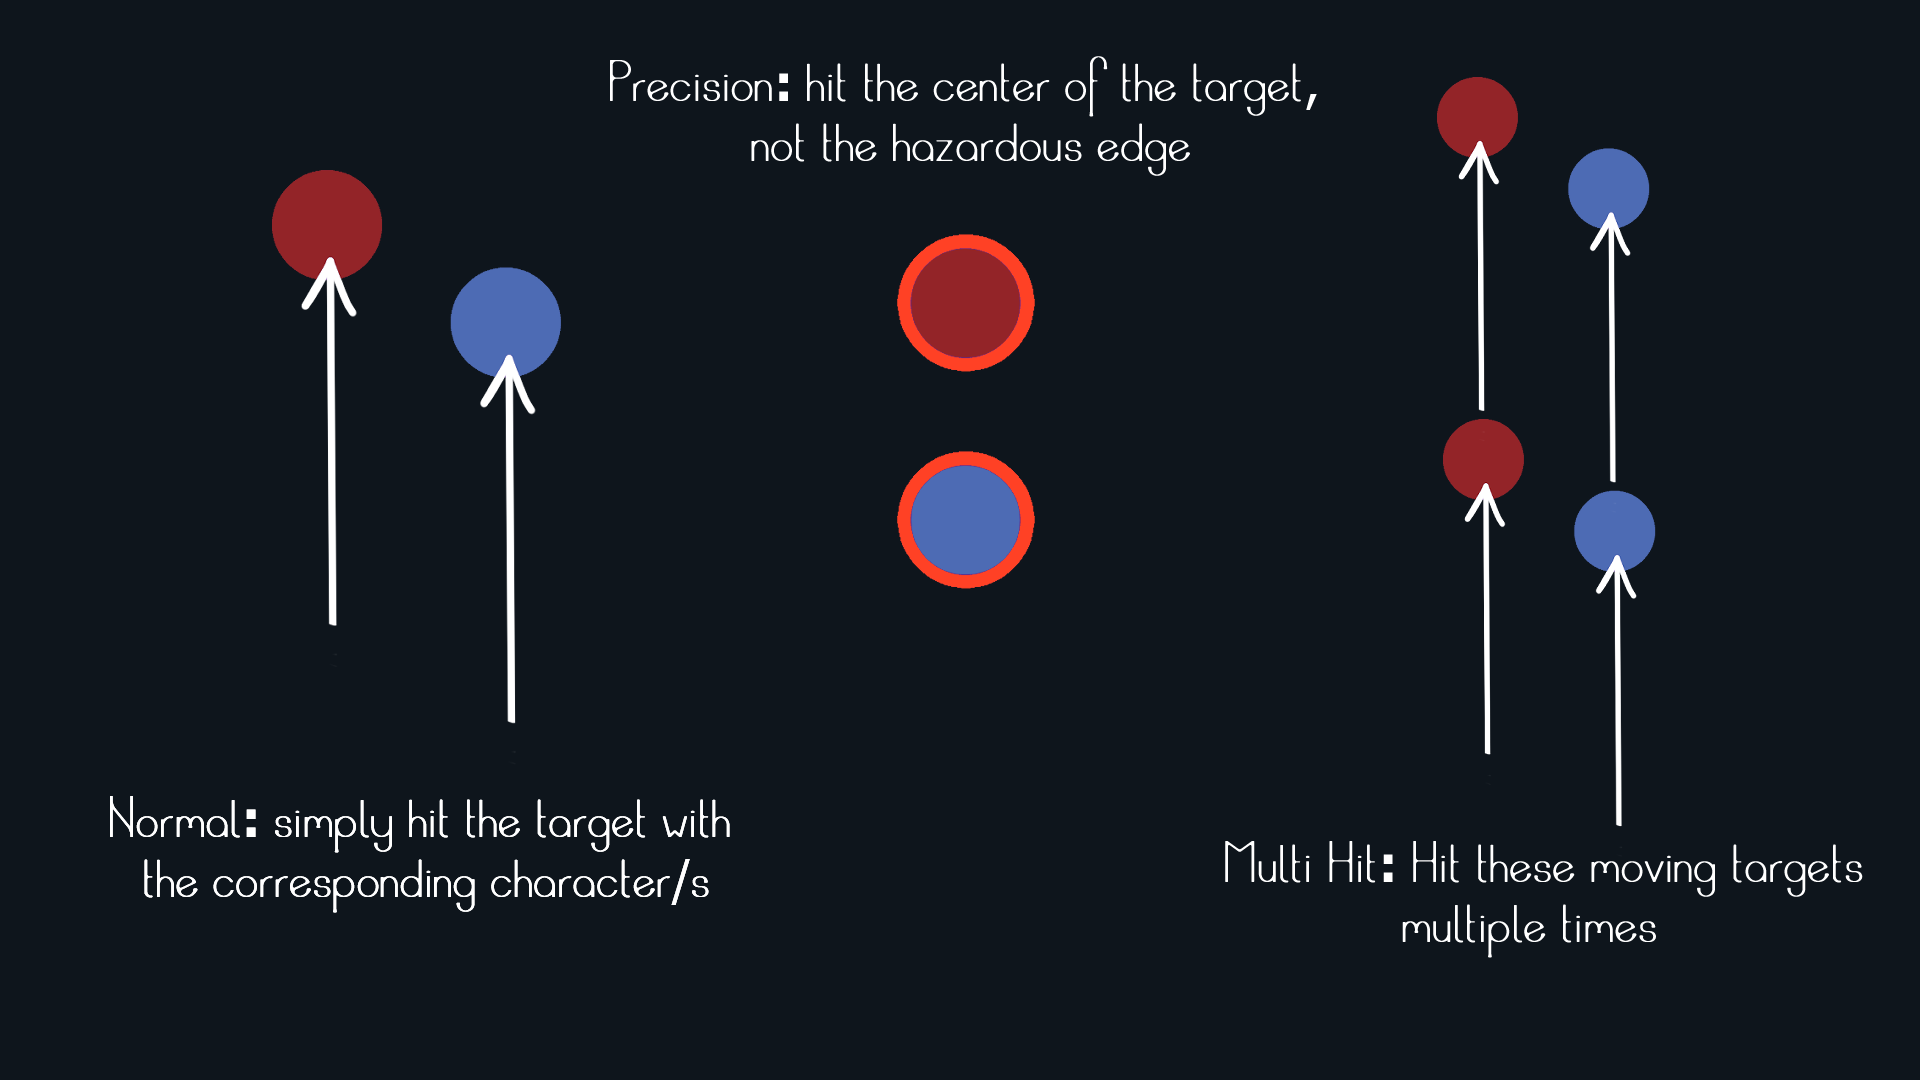 Precision: hit the center of the target,
not the hazardous edge
Normal: simply hit the target with
the corresponding character/s
Multi Hit: Hit these moving targets
multiple times